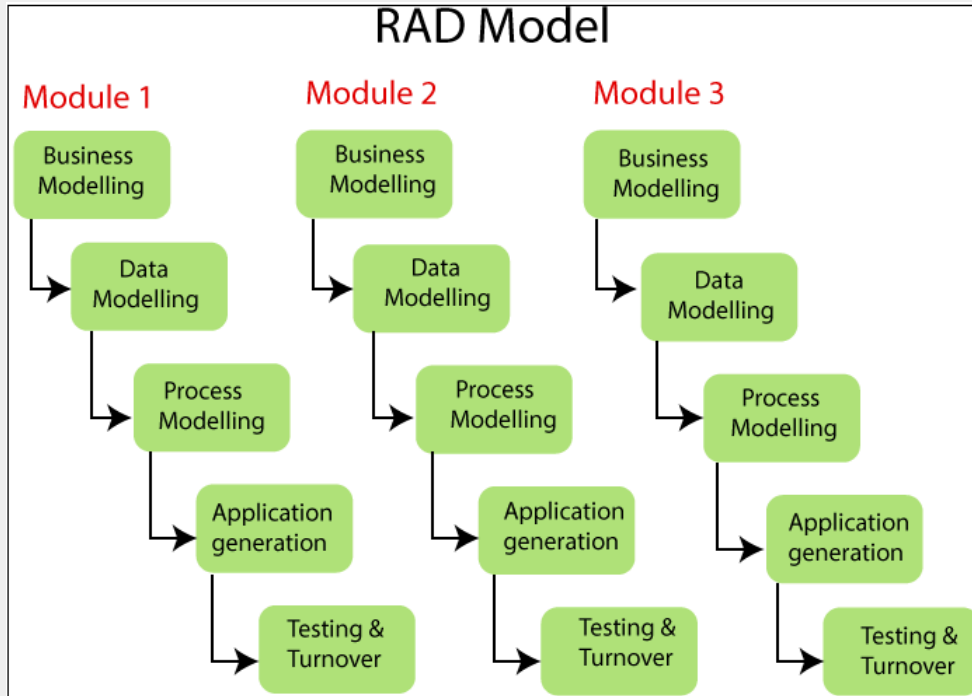 RAD Model
Module 1
Business
Modelling
Data
Modelling
Process
Modelling
Application
generation
Testing &
Turnover
Module 2
Business
Modelling
Data
Modelling
Process
Modelling
Application
generation
Testing &
Turnover
Module 3
Business
Modelling
Data
Modelling
Process
Modelling
Application
generation
Testing &
Turnover